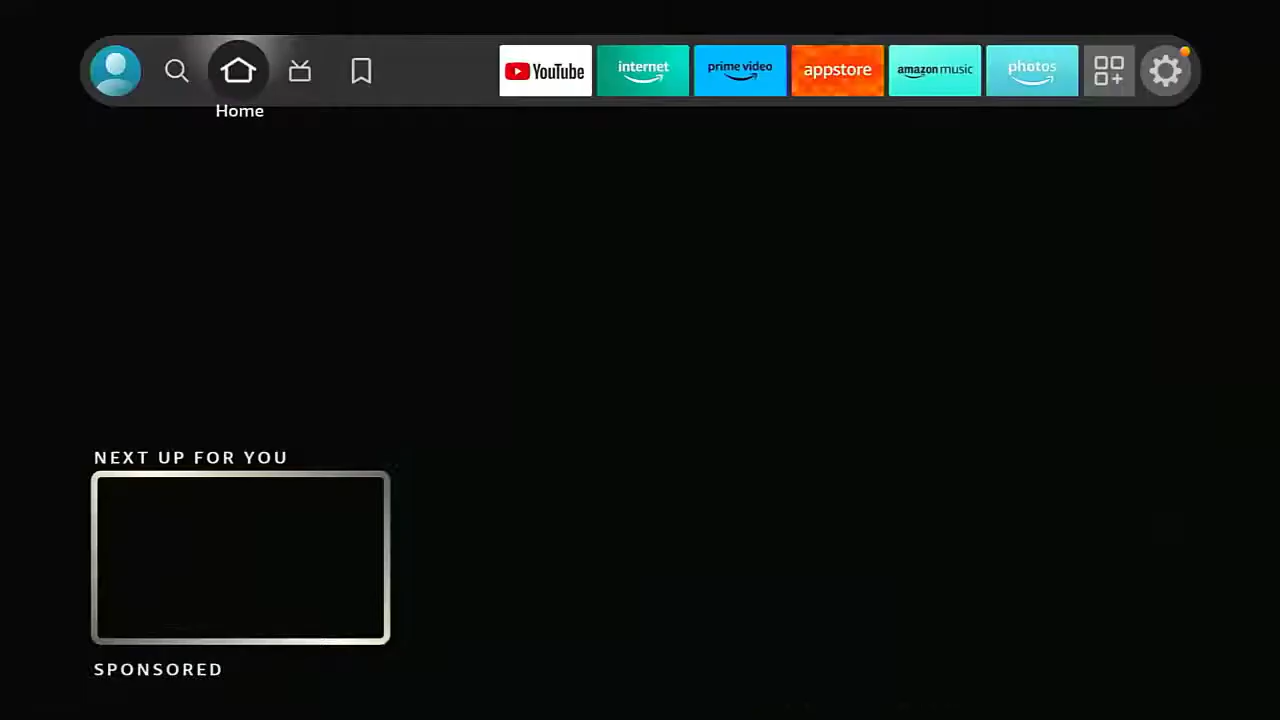 YouTube
internet
prime video
appstore
amazon music
photos
Home
NEXT UP FOR YOU
SPONSORED